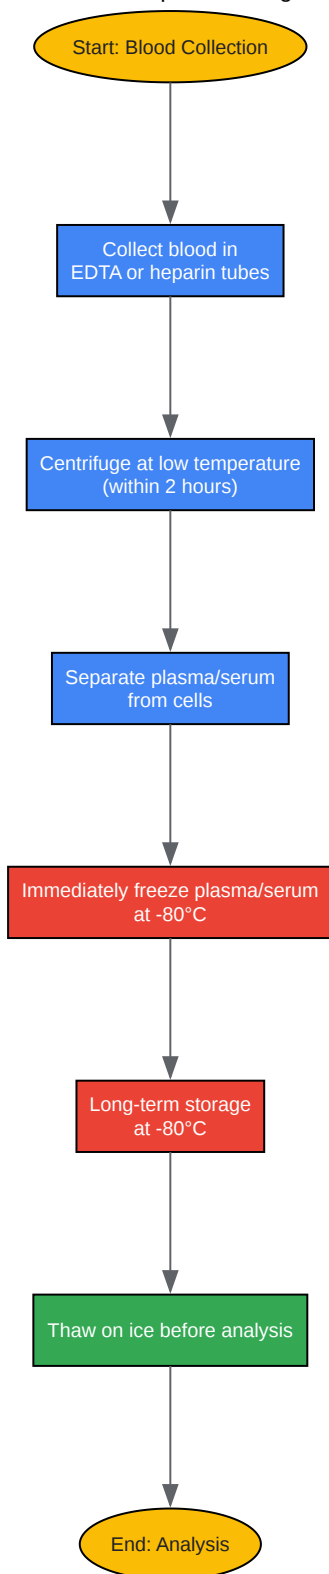 Start: Blood Collection
Collect blood in
EDTA or heparin tubes
Centrifuge at low temperature
(within 2 hours)
Separate plasma/serum
from cells
Immediately freeze plasma/serum
at -80°C
Long-term storage
at -80°C
Thaw on ice before analysis
End: Analysis